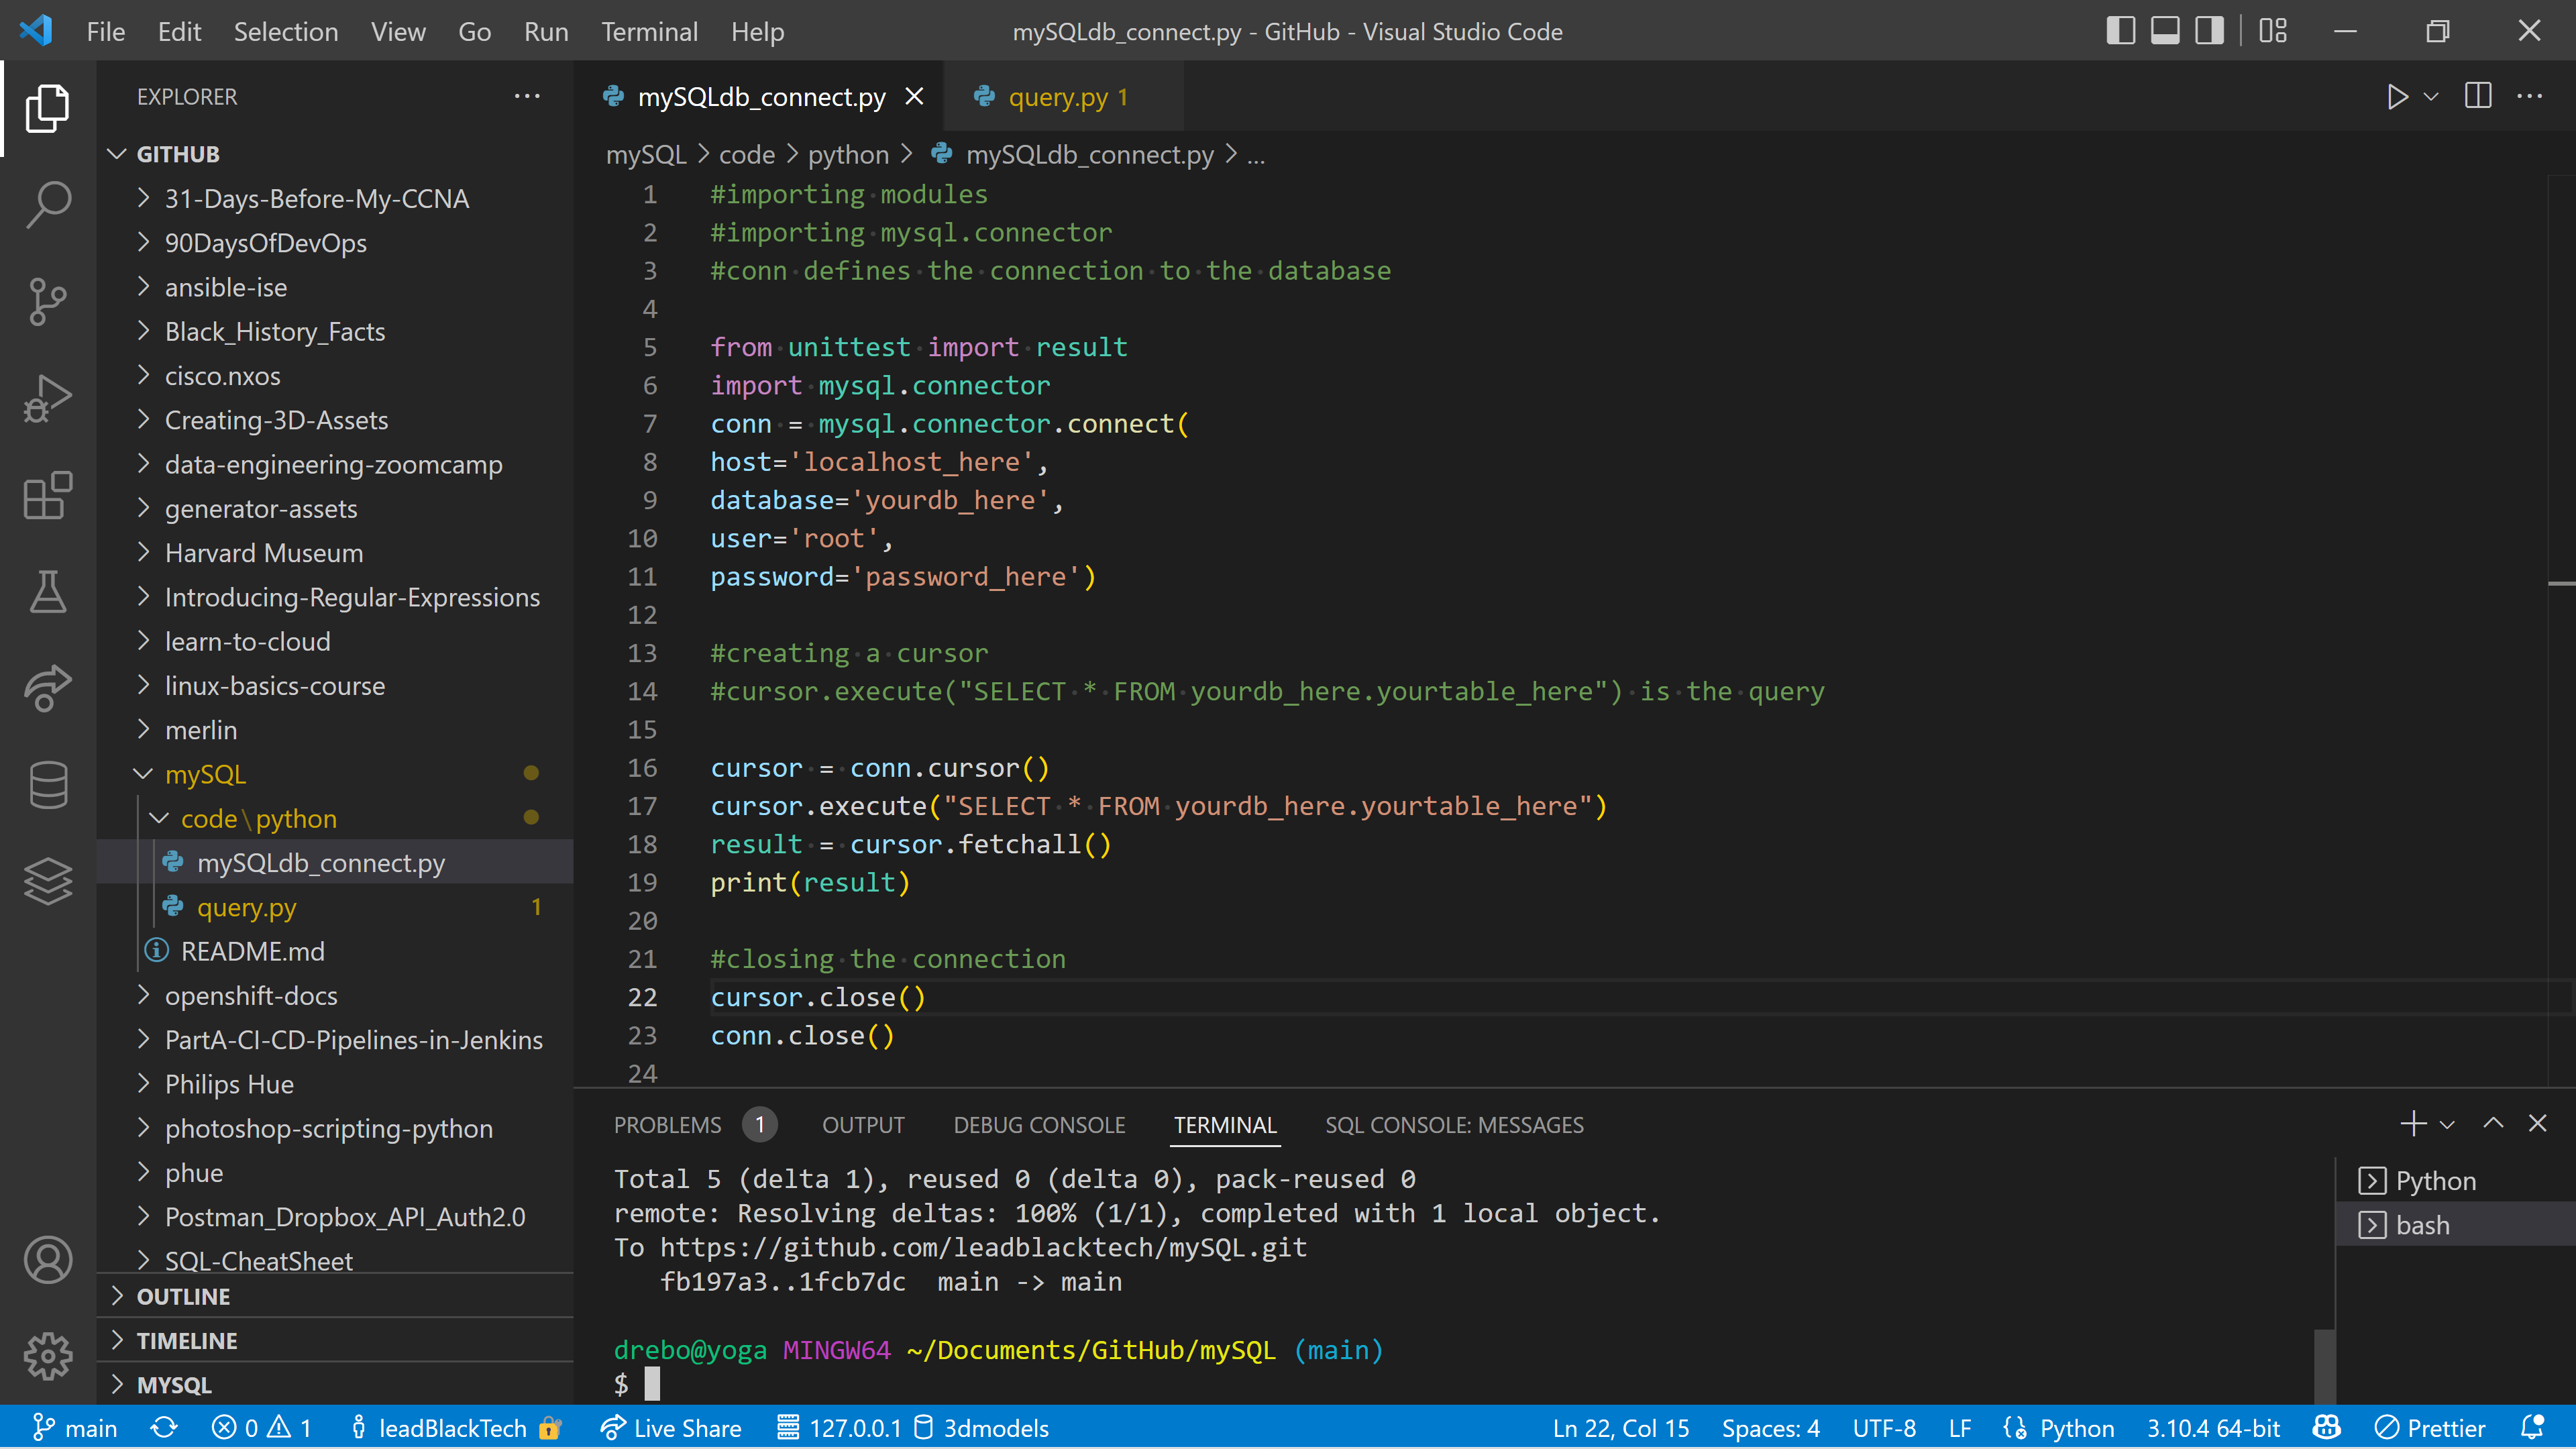 File Edit Selection View Go Run Terminal Help
mySQLdb_connect.py - GitHub - Visual Studio Code
EXPLORER
GITHUB
31-Days-Before-My-CCNA
90DaysOfDevOps
ansible-ise
Black_History_Facts
cisco.nxos
Creating-3D-Assets
data-engineering-zoomcamp
generator-assets
Harvard Museum
Introducing-Regular-Expressions
learn-to-cloud
linux-basics-course
merlin
mySQL
code\python
mySQLdb_connect.py
query.py 1
README.md
openshift-docs
PartA-CI-CD-Pipelines-in-Jenkins
Philips Hue
photoshop-scripting-python
phue
Postman_Dropbox_API_Auth2.0
SQL-CheatSheet
OUTLINE
TIMELINE
MYSQL
mySQLdb_connect.py
query.py 1
mySQL > code > python > mySQLdb_connect.py > ...
1 #importing modules
2 #importing mysql.connector
3 #conn defines the connection to the database
4
5 from unittest import result
6 import mysql.connector
7 conn = mysql.connector.connect(
8 host='localhost_here',
9 database='yourdb_here',
10 user='root',
11 password='password_here')
12
13 #creating a cursor
14 #cursor.execute("SELECT * FROM yourdb_here.yourtable_here") is the query
15
16 cursor = conn.cursor()
17 cursor.execute("SELECT * FROM yourdb_here.yourtable_here")
18 result = cursor.fetchall()
19 print(result)
20
21 #closing the connection
22 cursor.close()
23 conn.close()
24
PROBLEMS 1 OUTPUT DEBUG CONSOLE TERMINAL SQL CONSOLE: MESSAGES
Total 5 (delta 1), reused 0 (delta 0), pack-reused 0
remote: Resolving deltas: 100% (1/1), completed with 1 local object.
To https://github.com/leadblacktech/mySQL.git
fb197a3..1fcb7dc main -> main
drebo@yoga MINGW64 ~/Documents/GitHub/mySQL (main)
$
Python
bash
main 0 1 leadBlackTech Live Share 127.0.0.1 3dmodels Ln 22, Col 15 Spaces: 4 UTF-8 LF Python 3.10.4 64-bit Prettier